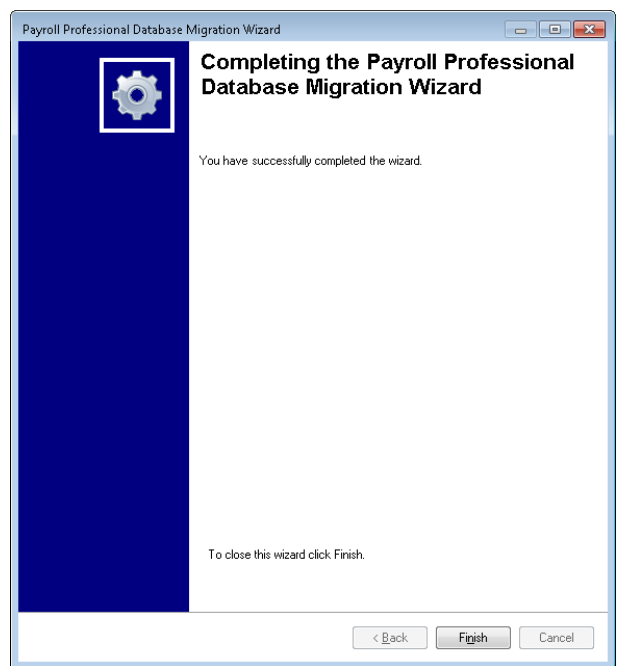 Payroll Professional Database Migration Wizard
Completing the Payroll Professional
Database Migration Wizard
You have successfully completed the wizard.
To close this wizard click Finish.
< Back
Finish
Cancel